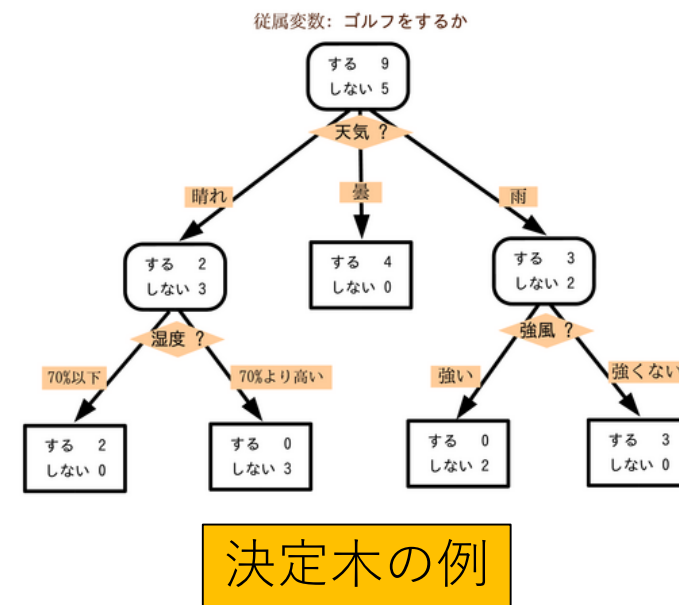 従属変数: ゴルフをするか
する 9
しない 5
天気 ?
晴れ
曇
雨
する 2
しない 3
する 4
しない 0
する 3
しない 2
湿度 ?
強風 ?
70%以下
70%より高い
強い
強くない
する 2
しない 0
する 0
しない 3
する 0
しない 2
する 3
しない 0
決定木の例